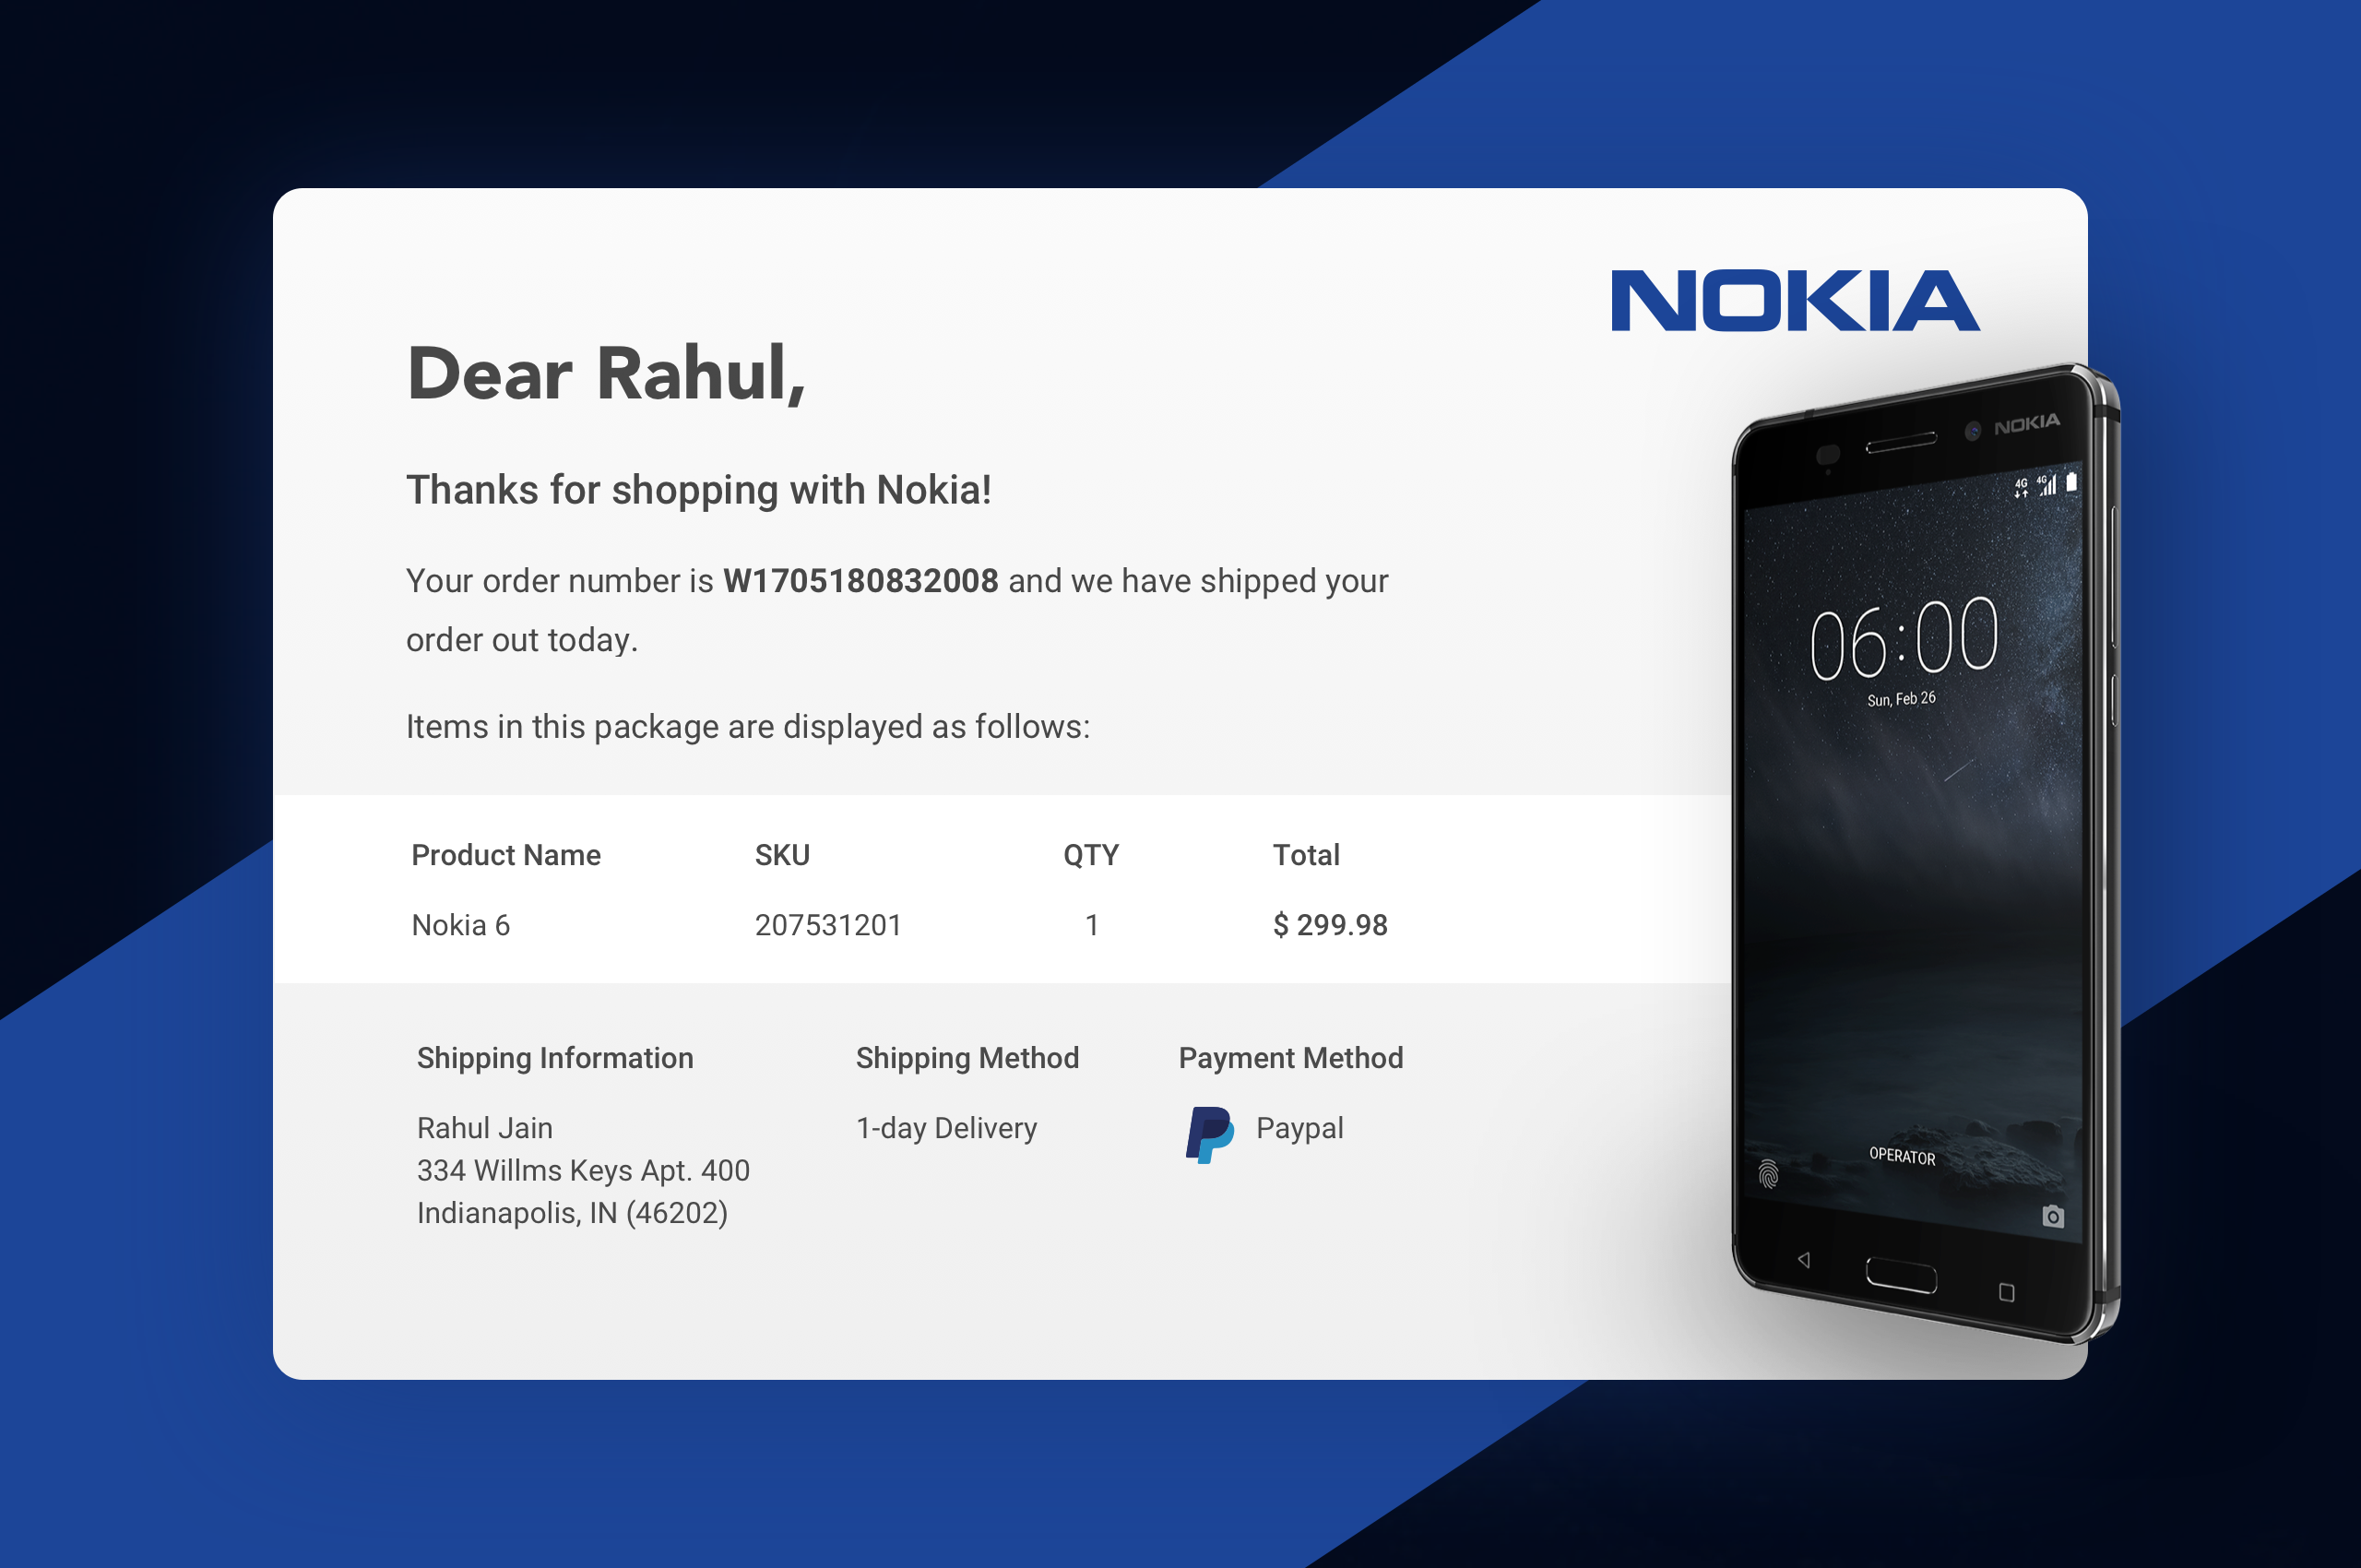 NOKIA
Dear Rahul,
Thanks for shopping with Nokia!
Your order number is W1705180832008 and we have shipped your
order out today.
Items in this package are displayed as follows:
Product Name SKU QTY Total
Nokia 6 207531201 1 $ 299.98
Shipping Information Shipping Method Payment Method
Rahul Jain 1-day Delivery Paypal
334 Willms Keys Apt. 400
Indianapolis, IN (46202)
NOKIA
4G 4G
06:00
Sun, Feb 26
OPERATOR